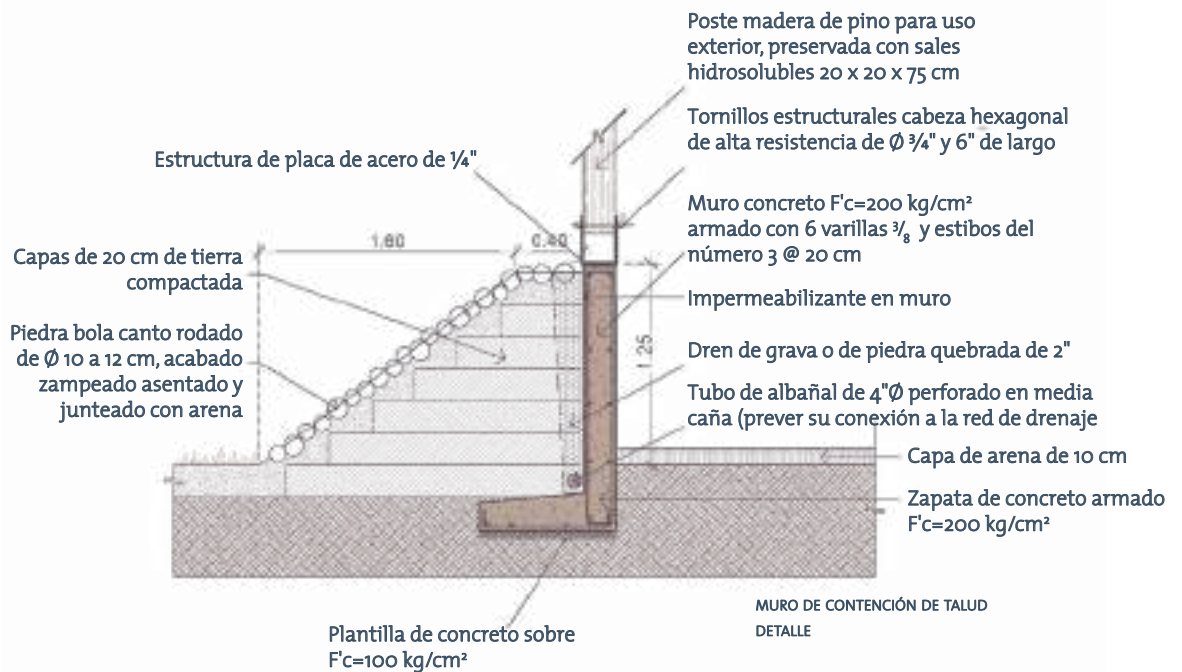 Poste madera de pino para uso
exterior, preservada con sales
hidrosolubles 20 x 20 x 75 cm
Tornillos estructurales cabeza hexagonal
de alta resistencia de Ø ¾" y 6" de largo
Estructura de placa de acero de ¼"
Muro concreto F'c=200 kg/cm²
armado con 6 varillas ³/₈ y estibos del
número 3 @ 20 cm
1.60
0.40
Capas de 20 cm de tierra
compactada
Impermeabilizante en muro
Piedra bola canto rodado
de Ø 10 a 12 cm, acabado
zampeado asentado y
junteado con arena
1.25
Dren de grava o de piedra quebrada de 2"
Tubo de albañal de 4"Ø perforado en media
caña (prever su conexión a la red de drenaje
Capa de arena de 10 cm
Zapata de concreto armado
F'c=200 kg/cm²
MURO DE CONTENCIÓN DE TALUD
DETALLE
Plantilla de concreto sobre
F'c=100 kg/cm²